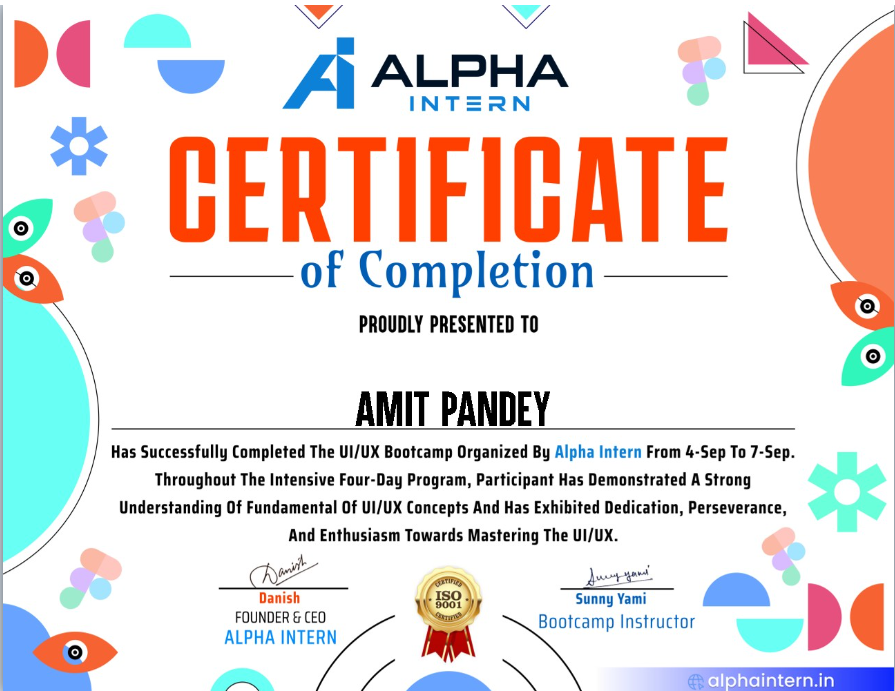 ALPHA
INTERN
CERTIFICATE
of Completion
PROUDLY PRESENTED TO
AMIT PANDEY
Has Successfully Completed The UI/UX Bootcamp Organized By Alpha Intern From 4-Sep To 7-Sep.
Throughout The Intensive Four-Day Program, Participant Has Demonstrated A Strong
Understanding Of Fundamental Of UI/UX Concepts And Has Exhibited Dedication, Perseverance,
And Enthusiasm Towards Mastering The UI/UX.
Danish
Danish
FOUNDER & CEO
ALPHA INTERN
CERTIFIED
ISO
9001
CERTIFIED
Sunny yami
Sunny Yami
Bootcamp Instructor
alphaintern.in